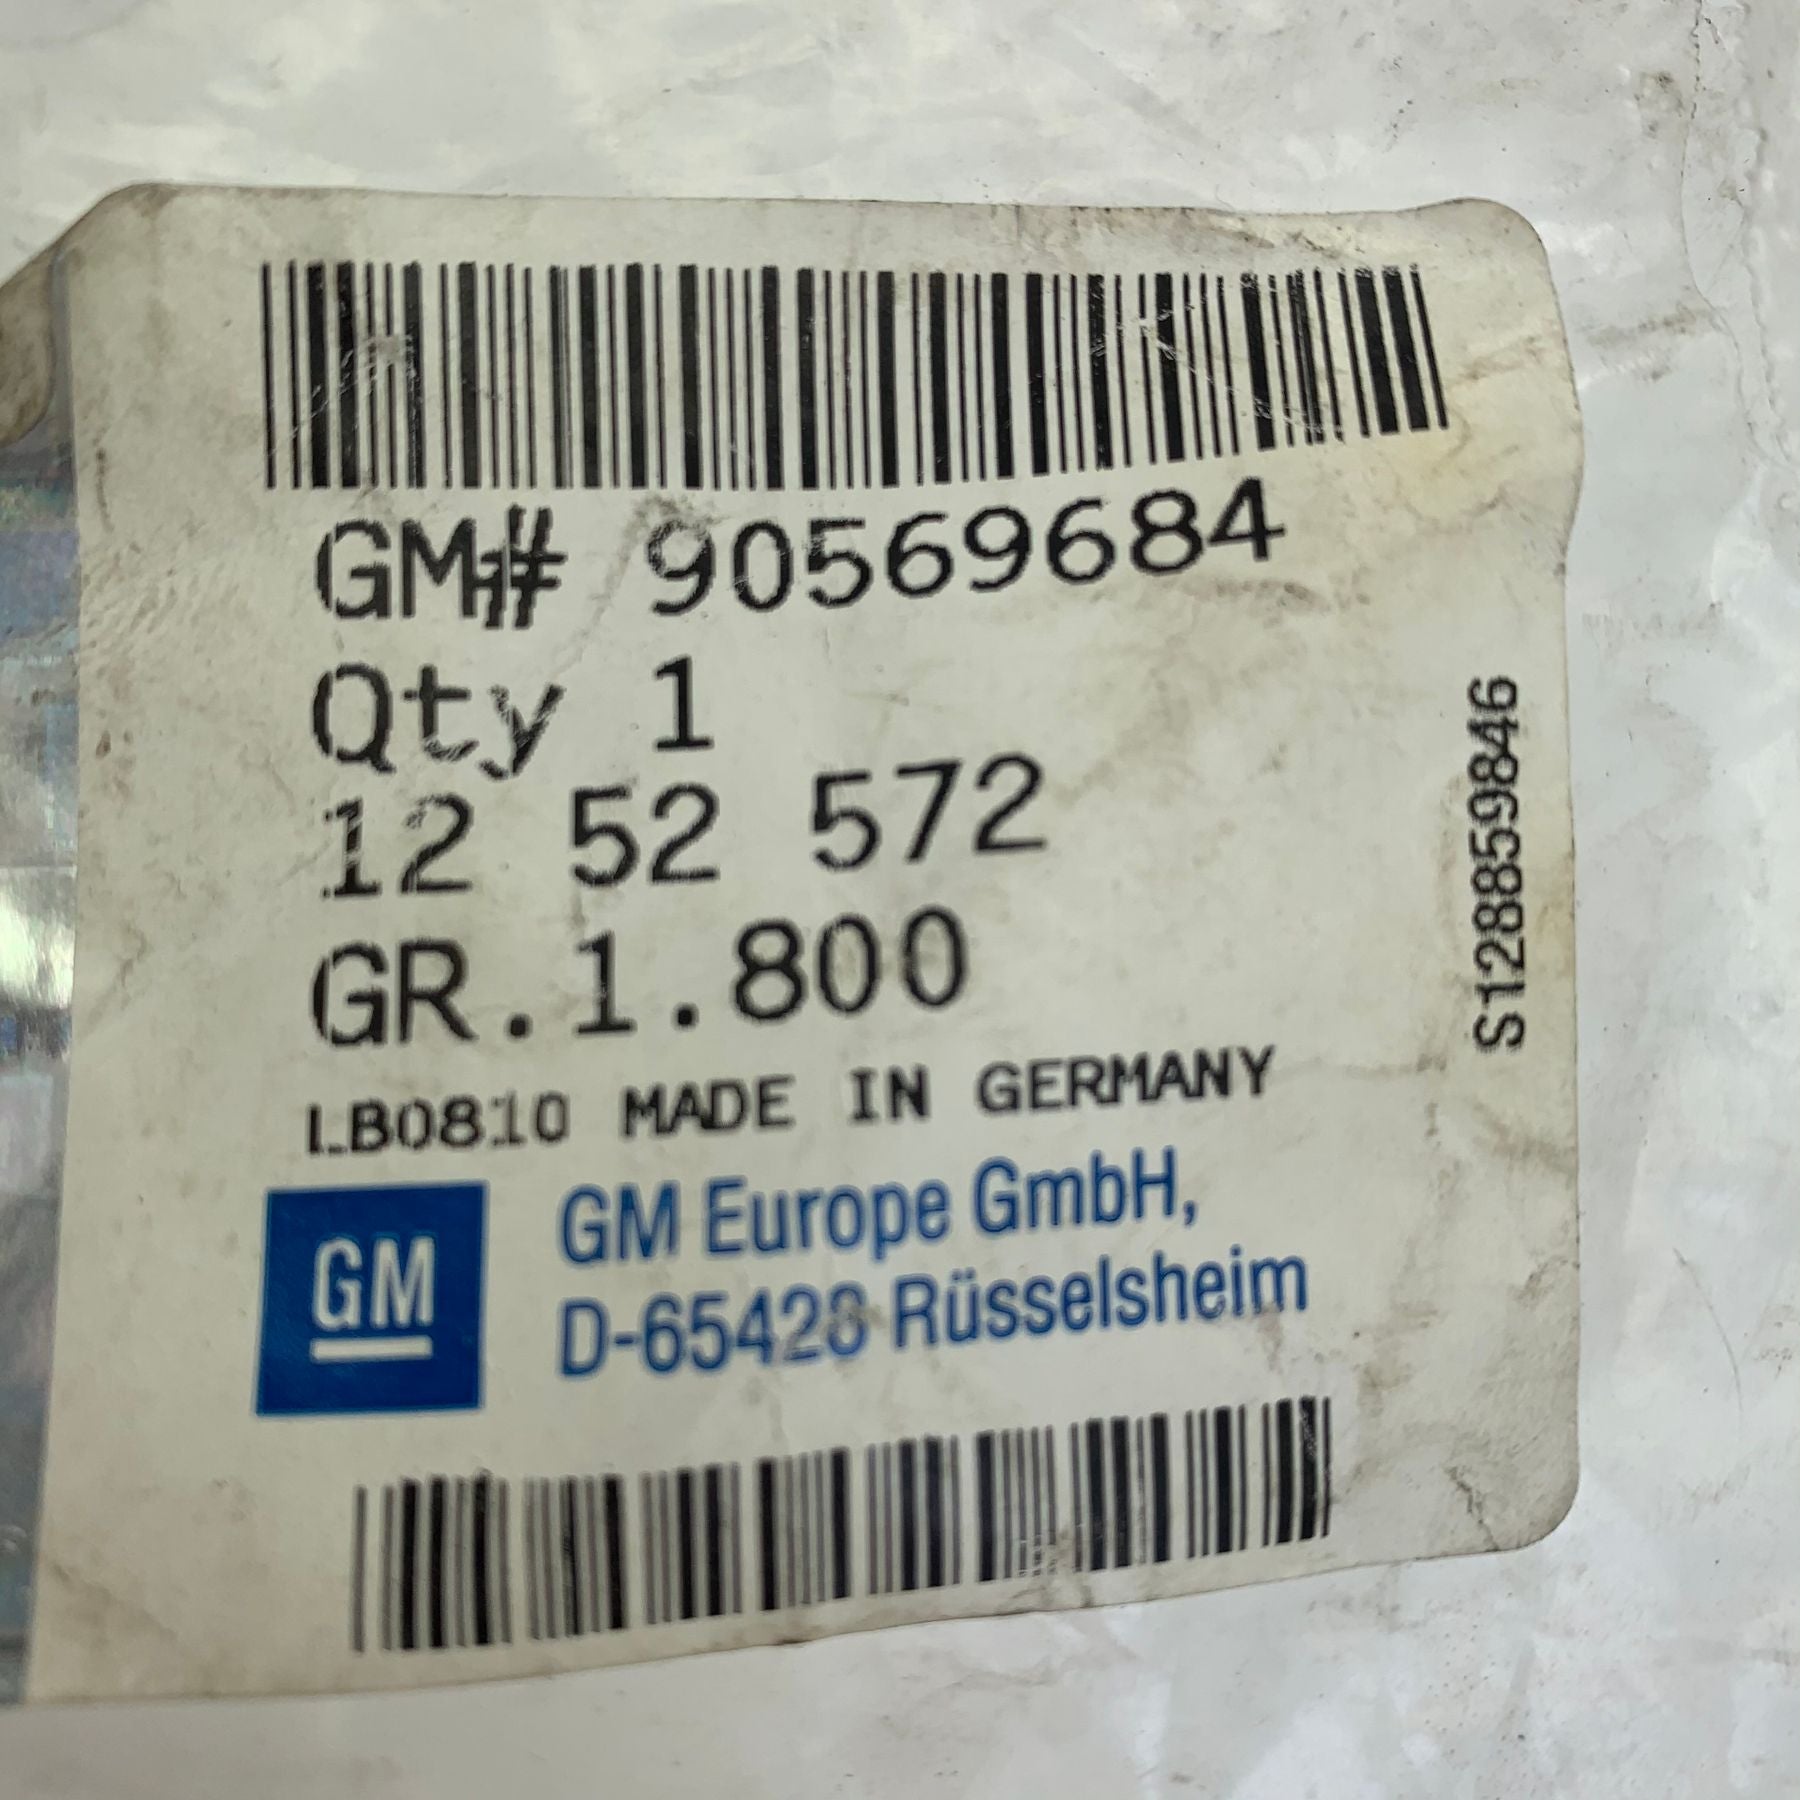 GM# 90569684
Qty 1
12 52 572
GR.1.800
LB0810 MADE IN GERMANY
GM
GM Europe GmbH,
D-65428 Rüsselsheim
S128859846